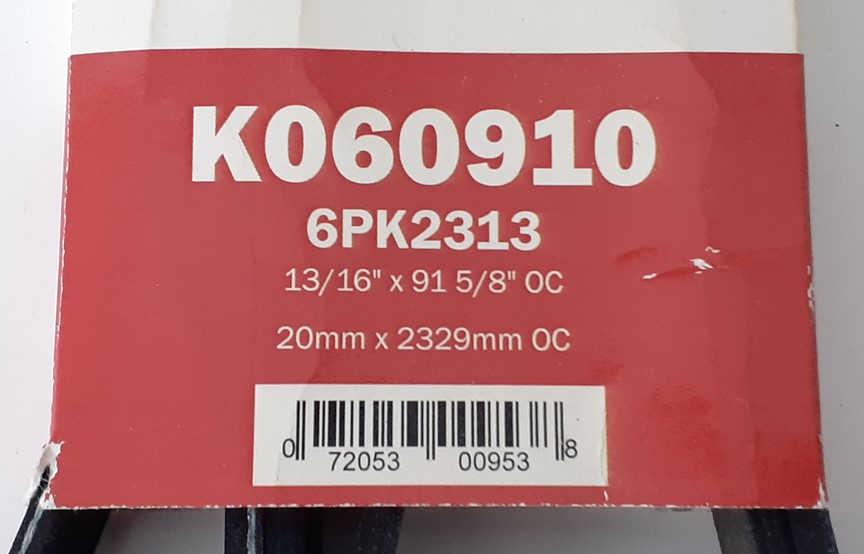 K060910
6PK2313
13/16" x 91 5/8" OC
20mm x 2329mm OC
0 72053 00953 8